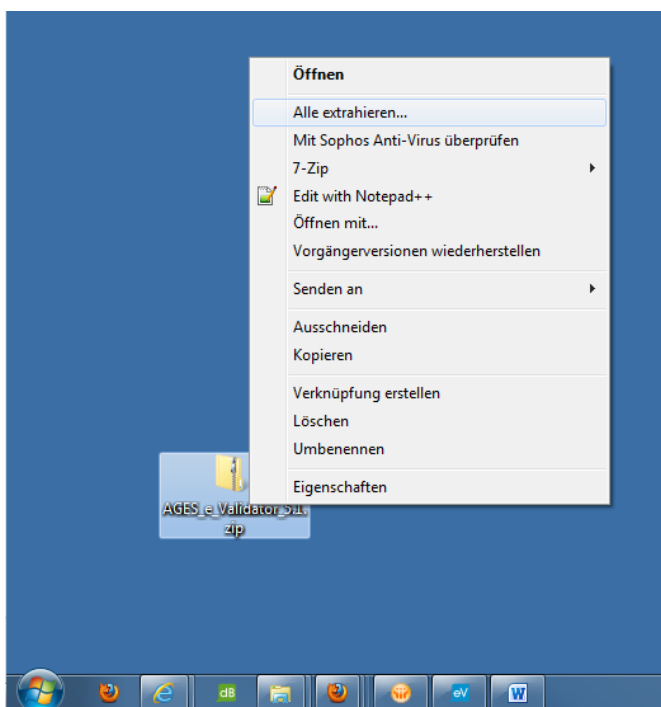 Öffnen
Alle extrahieren...
Mit Sophos Anti-Virus überprüfen
7-Zip
Edit with Notepad++
Öffnen mit...
Vorgängerversionen wiederherstellen
Senden an
Ausschneiden
Kopieren
Verknüpfung erstellen
Löschen
Umbenennen
Eigenschaften
AGES_e_Validator_5.1.
zip
dB
eV
W